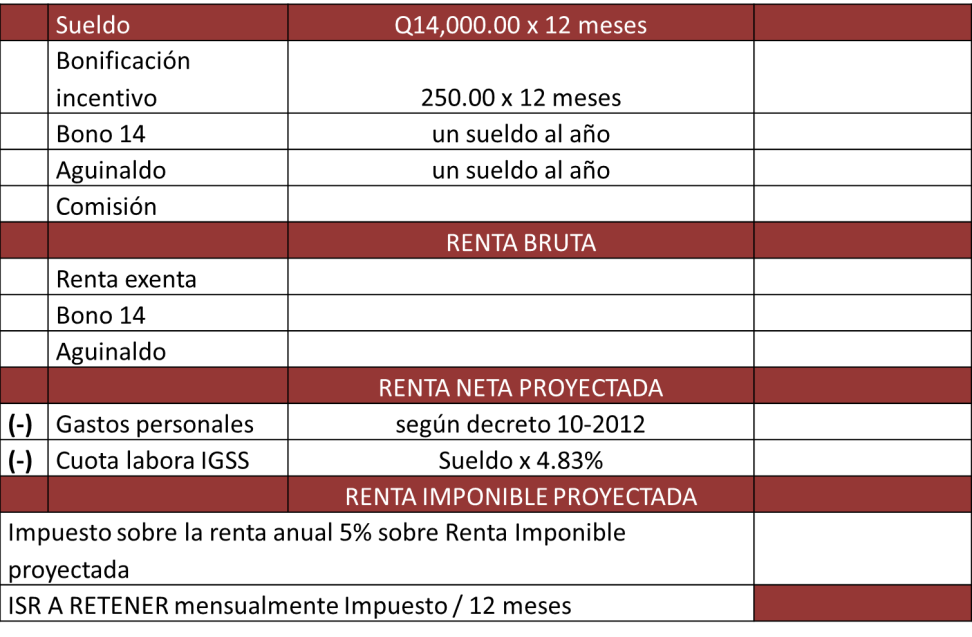 Sueldo Q14,000.00 x 12 meses
Bonificación
incentivo 250.00 x 12 meses
Bono 14 un sueldo al año
Aguinaldo un sueldo al año
Comisión
RENTA BRUTA
Renta exenta
Bono 14
Aguinaldo
RENTA NETA PROYECTADA
(-) Gastos personales según decreto 10-2012
(-) Cuota labora IGSS Sueldo x 4.83%
RENTA IMPONIBLE PROYECTADA
Impuesto sobre la renta anual 5% sobre Renta Imponible
proyectada
ISR A RETENER mensualmente Impuesto / 12 meses